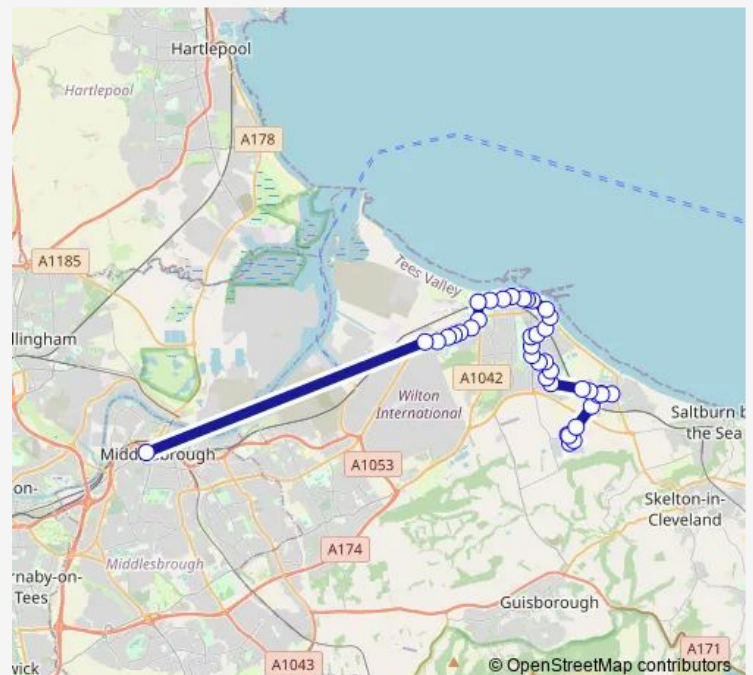 Hartlepool
Hartlepool
A178
A1185
Tees Valley
llingham
A1042
Wilton
International
Saltburn b
the Sea
Middlesbrough
A1053
on-
Skelton-in-
Cleveland
A174
Middlesbrough
rnaby-on-
Tees
Guisborough
A171
A1043
wick
© OpenStreetMap contributors